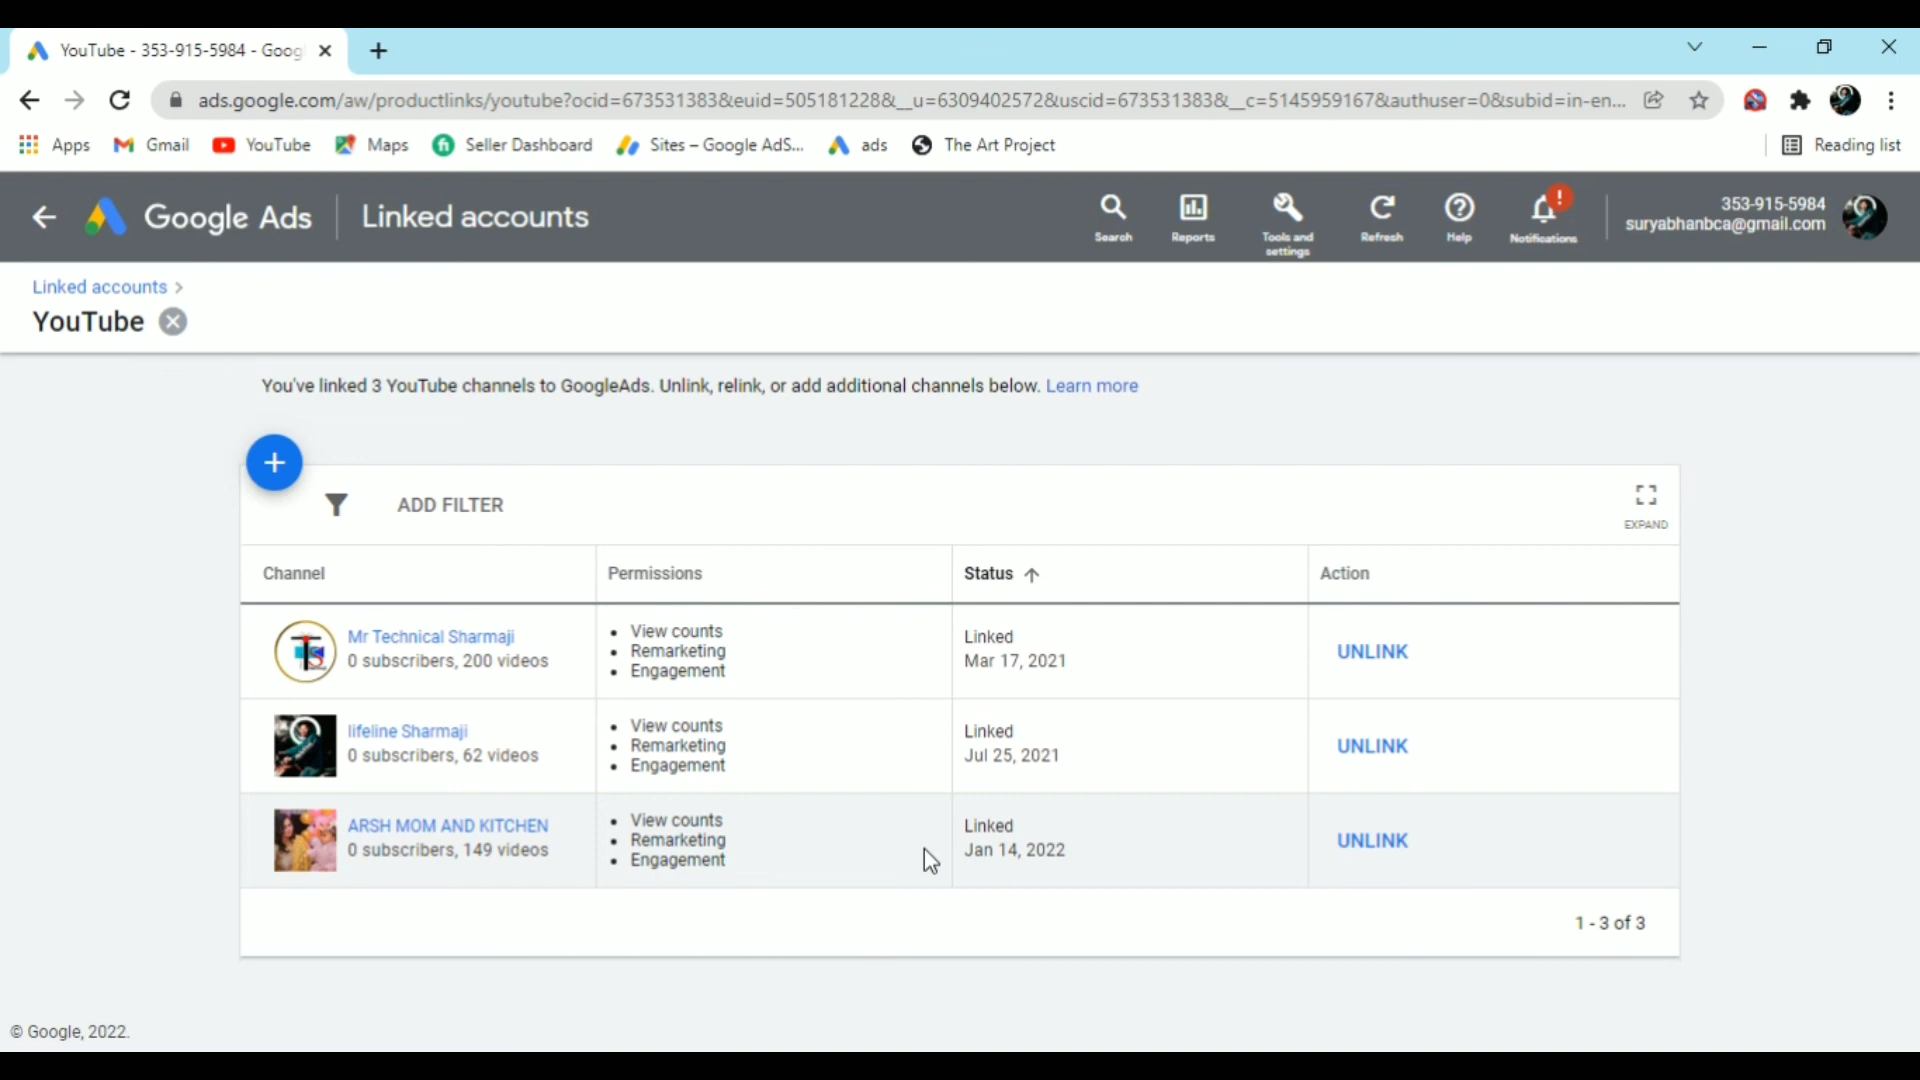 YouTube - 353-915-5984 - Goog
ads.google.com/aw/productlinks/youtube?ocid=673531383&euid=505181228&__u=6309402572&uscid=673531383&__c=5145959167&authuser=0&subid=in-en...
Apps Gmail YouTube Maps Seller Dashboard Sites – Google AdS... ads The Art Project Reading list
Google Ads Linked accounts
Search Reports Tools and settings Refresh Help Notifications
353-915-5984
suryabhanbca@gmail.com
Linked accounts >
YouTube
You've linked 3 YouTube channels to GoogleAds. Unlink, relink, or add additional channels below. Learn more
ADD FILTER
EXPAND
Channel Permissions Status Action
Mr Technical Sharmaji
0 subscribers, 200 videos
• View counts
• Remarketing
• Engagement
Linked
Mar 17, 2021
UNLINK
lifeline Sharmaji
0 subscribers, 62 videos
• View counts
• Remarketing
• Engagement
Linked
Jul 25, 2021
UNLINK
ARSH MOM AND KITCHEN
0 subscribers, 149 videos
• View counts
• Remarketing
• Engagement
Linked
Jan 14, 2022
UNLINK
1 - 3 of 3
© Google, 2022.